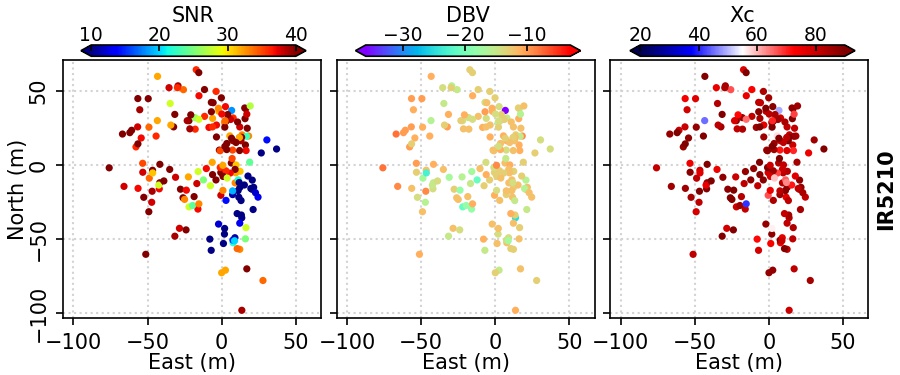 SNR DBV Xc
10 20 30 40 −30 −20 −10 20 40 60 80
50
0
−50
−100
North (m)
IR5210
−100 −50 0 50 −100 −50 0 50 −100 −50 0 50
East (m) East (m) East (m)